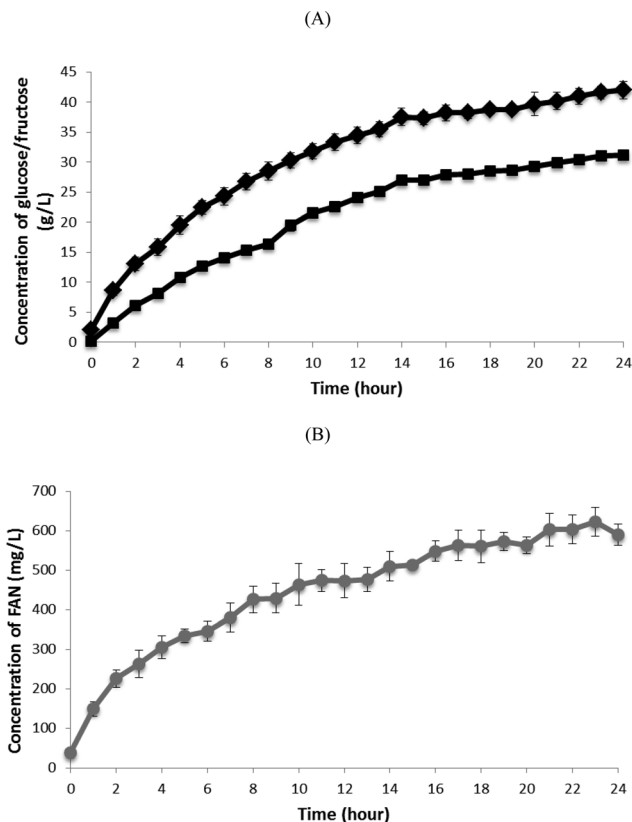 (A)
Concentration of glucose/fructose
(g/L)
45
40
35
30
25
20
15
10
5
0
0 2 4 6 8 10 12 14 16 18 20 22 24
Time (hour)
(B)
Concentration of FAN (mg/L)
700
600
500
400
300
200
100
0
0 2 4 6 8 10 12 14 16 18 20 22 24
Time (hour)